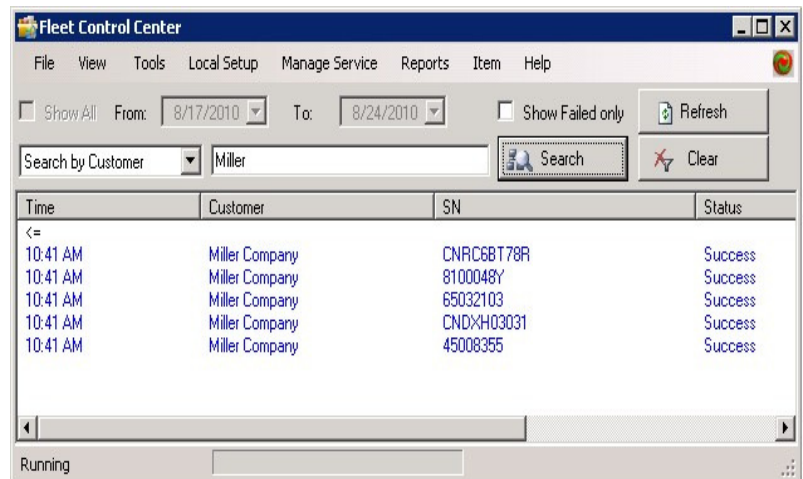 Fleet Control Center
File View Tools Local Setup Manage Service Reports Item Help
Show All From: 8/17/2010 To: 8/24/2010 Show Failed only Refresh
Search by Customer Miller Search Clear
Time Customer SN Status
<=
10:41 AM Miller Company CNRC6BT78R Success
10:41 AM Miller Company 8100048Y Success
10:41 AM Miller Company 65032103 Success
10:41 AM Miller Company CNDXH03031 Success
10:41 AM Miller Company 45008355 Success
Running